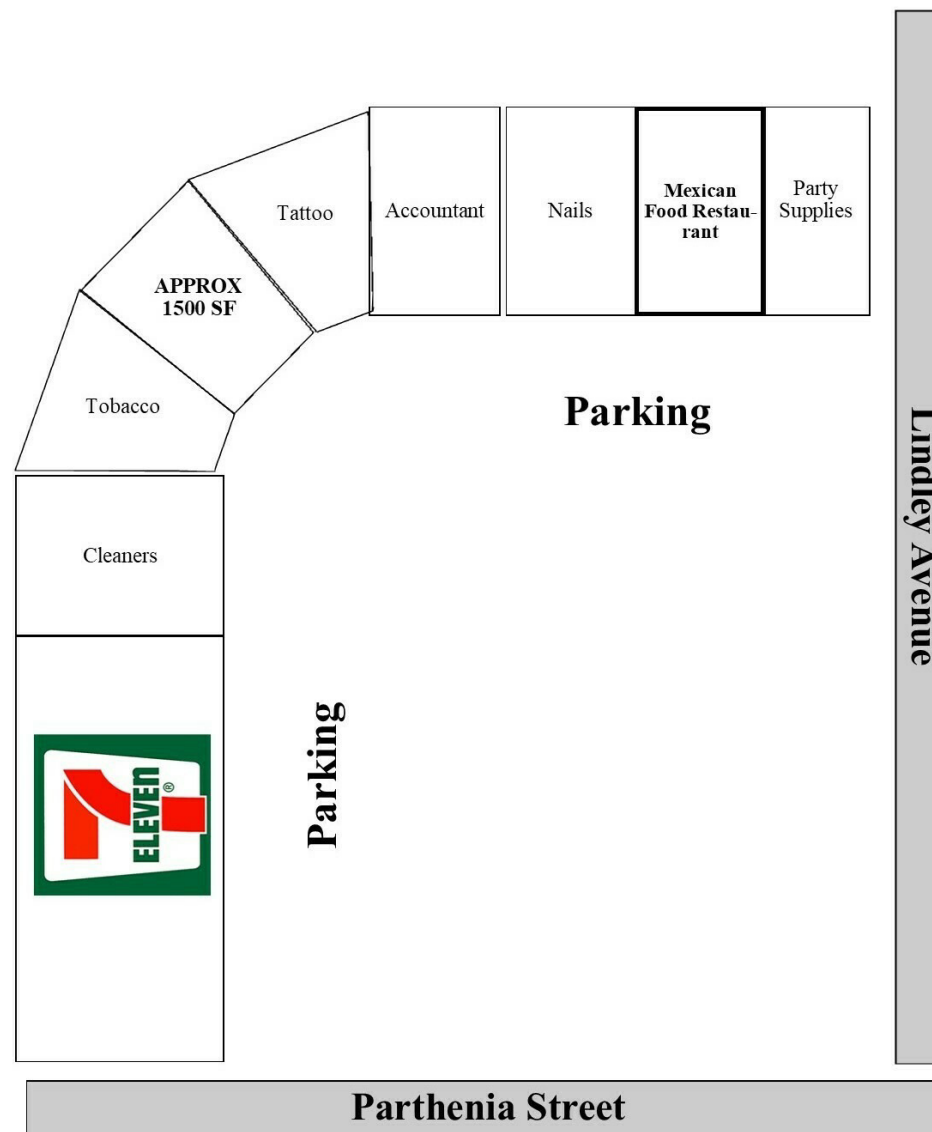 Tattoo
Accountant
Nails
Mexican
Food Restau-
rant
Party
Supplies
APPROX
1500 SF
Tobacco
Parking
Lindley Avenue
Cleaners
Parking
7
ELEVEN
®
Parthenia Street